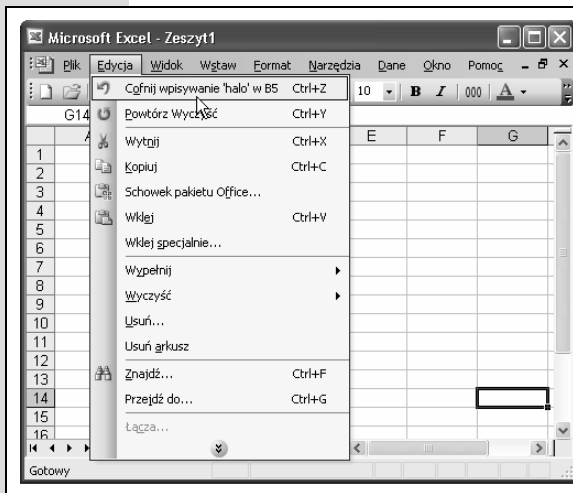 Microsoft Excel - Zeszyt1
Plik Edycja Widok Wstaw Format Narzędzia Dane Okno Pomoc
10 B I 000 A
G14
Cofnij wpisywanie 'halo' w B5 Ctrl+Z
Powtórz Wyczyść Ctrl+Y
Wytnij Ctrl+X
Kopiuj Ctrl+C
Schowek pakietu Office...
Wklej Ctrl+V
Wklej specjalnie...
Wypełnij
Wyczyść
Usuń...
Usuń arkusz
Znajdź... Ctrl+F
Przejdź do... Ctrl+G
Łącza...
A E F G
1
2
3
4
5
6
7
8
9
10
11
12
13
14
15
16
Gotowy